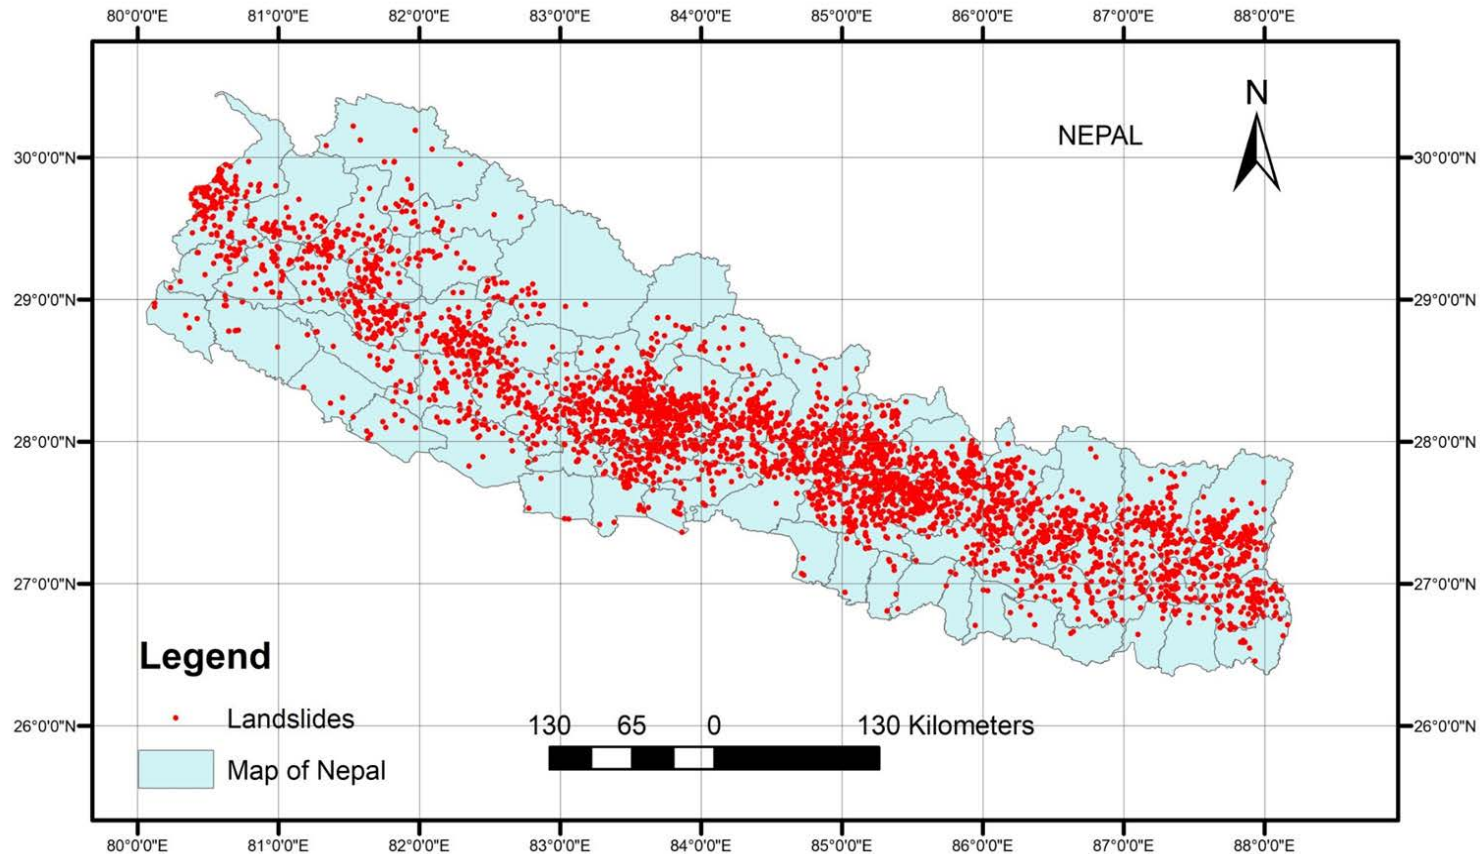 80°0'0"E 81°0'0"E 82°0'0"E 83°0'0"E 84°0'0"E 85°0'0"E 86°0'0"E 87°0'0"E 88°0'0"E
N
NEPAL
30°0'0"N 30°0'0"N
29°0'0"N 29°0'0"N
28°0'0"N 28°0'0"N
27°0'0"N 27°0'0"N
Legend
Landslides
130 65 0 130 Kilometers
26°0'0"N 26°0'0"N
Map of Nepal
80°0'0"E 81°0'0"E 82°0'0"E 83°0'0"E 84°0'0"E 85°0'0"E 86°0'0"E 87°0'0"E 88°0'0"E